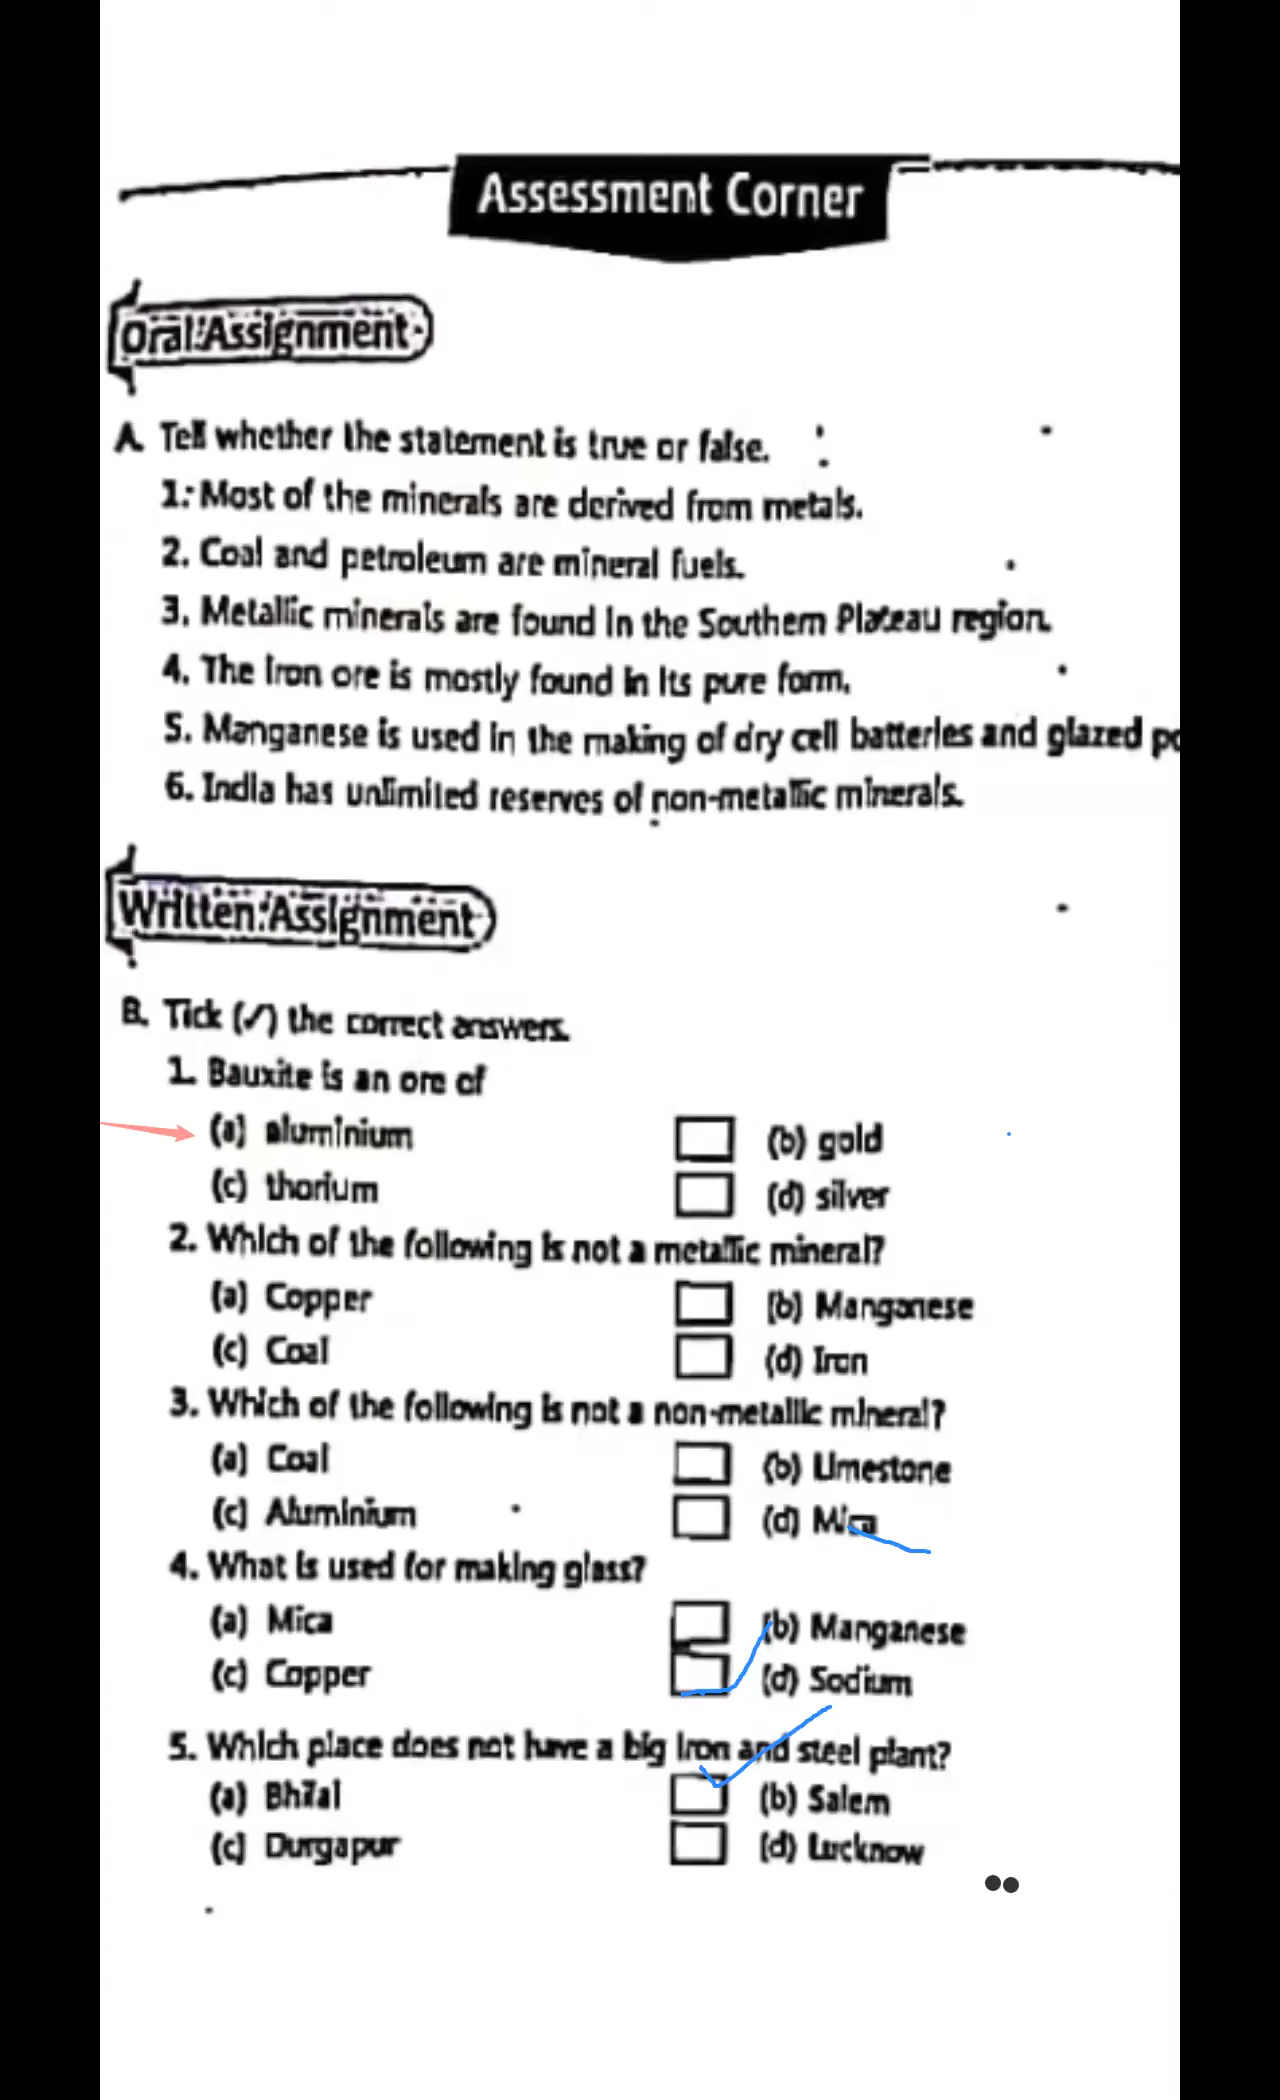 Assessment Corner
Oral Assignment
A. Tell whether the statement is true or false.
1. Most of the minerals are derived from metals.
2. Coal and petroleum are mineral fuels.
3. Metallic minerals are found in the Southern Plateau region.
4. The iron ore is mostly found in its pure form.
5. Manganese is used in the making of dry cell batteries and glazed po
6. India has unlimited reserves of non-metallic minerals.
Written Assignment
B. Tick (✓) the correct answers.
1. Bauxite is an ore of
(a) aluminium (b) gold
(c) thorium (d) silver
2. Which of the following is not a metallic mineral?
(a) Copper (b) Manganese
(c) Coal (d) Iron
3. Which of the following is not a non-metallic mineral?
(a) Coal (b) Limestone
(c) Aluminium (d) Mica
4. What is used for making glass?
(a) Mica (b) Manganese
(c) Copper (d) Sodium
5. Which place does not have a big iron and steel plant?
(a) Bhilai (b) Salem
(c) Durgapur (d) Lucknow